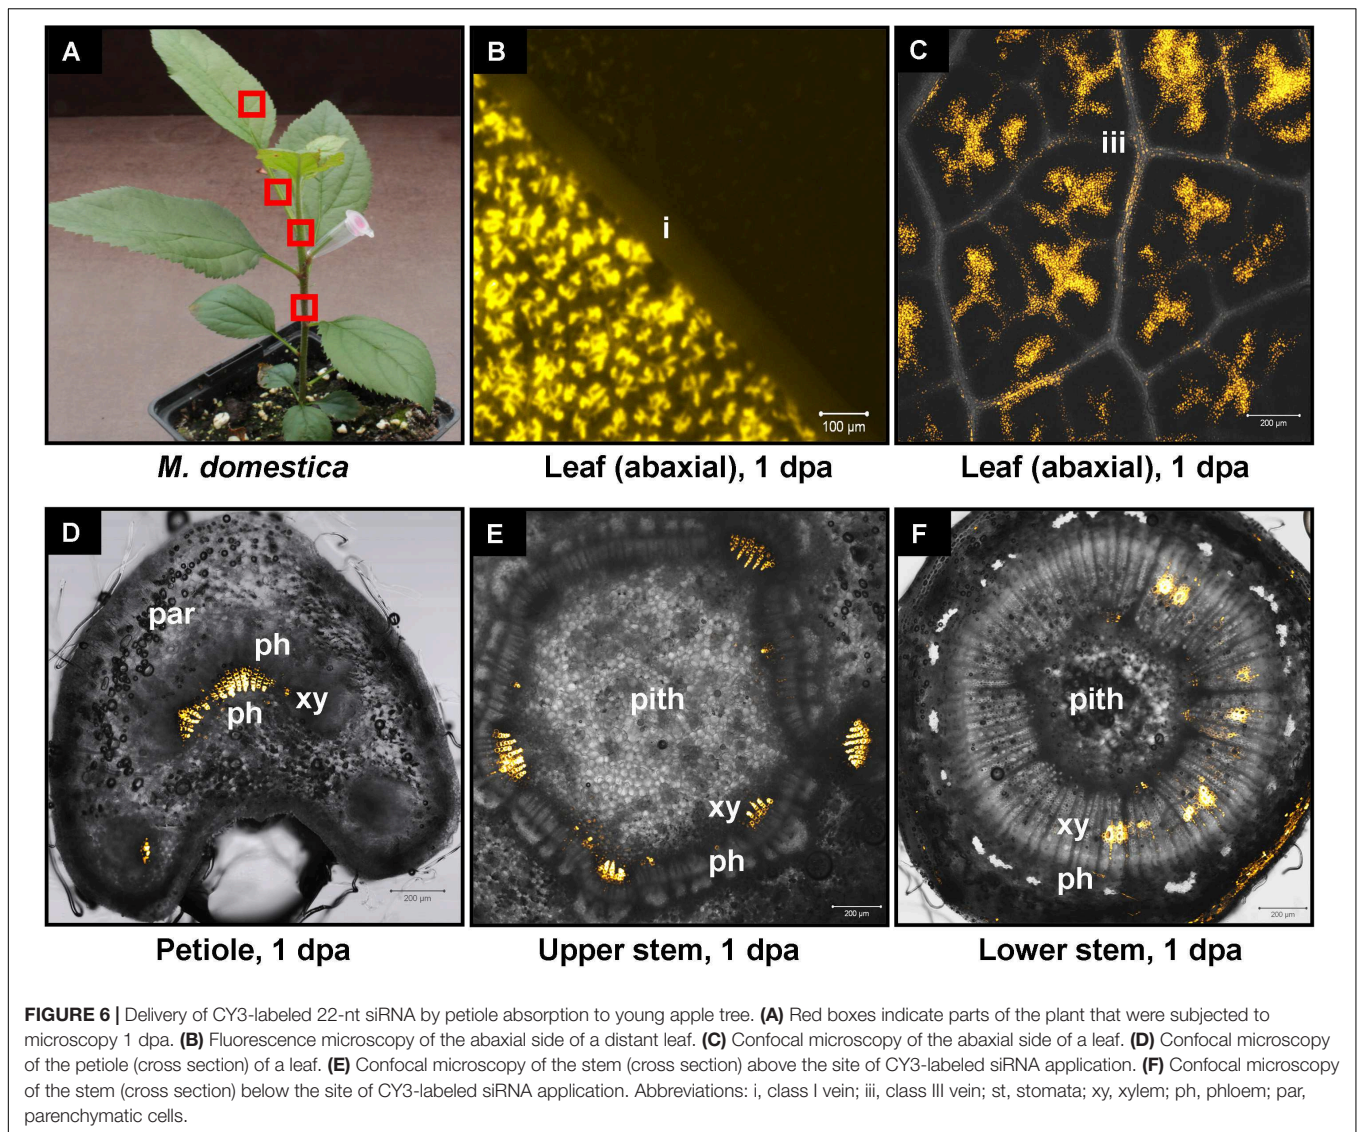 A
B
C
i
iii
100 µm
200 µm
M. domestica
Leaf (abaxial), 1 dpa
Leaf (abaxial), 1 dpa
D
E
F
par
ph
ph
xy
pith
xy
ph
pith
xy
ph
200 µm
200 µm
200 µm
Petiole, 1 dpa
Upper stem, 1 dpa
Lower stem, 1 dpa
FIGURE 6 | Delivery of CY3-labeled 22-nt siRNA by petiole absorption to young apple tree. (A) Red boxes indicate parts of the plant that were subjected to
microscopy 1 dpa. (B) Fluorescence microscopy of the abaxial side of a distant leaf. (C) Confocal microscopy of the abaxial side of a leaf. (D) Confocal microscopy
of the petiole (cross section) of a leaf. (E) Confocal microscopy of the stem (cross section) above the site of CY3-labeled siRNA application. (F) Confocal microscopy
of the stem (cross section) below the site of CY3-labeled siRNA application. Abbreviations: i, class I vein; iii, class III vein; st, stomata; xy, xylem; ph, phloem; par,
parenchymatic cells.